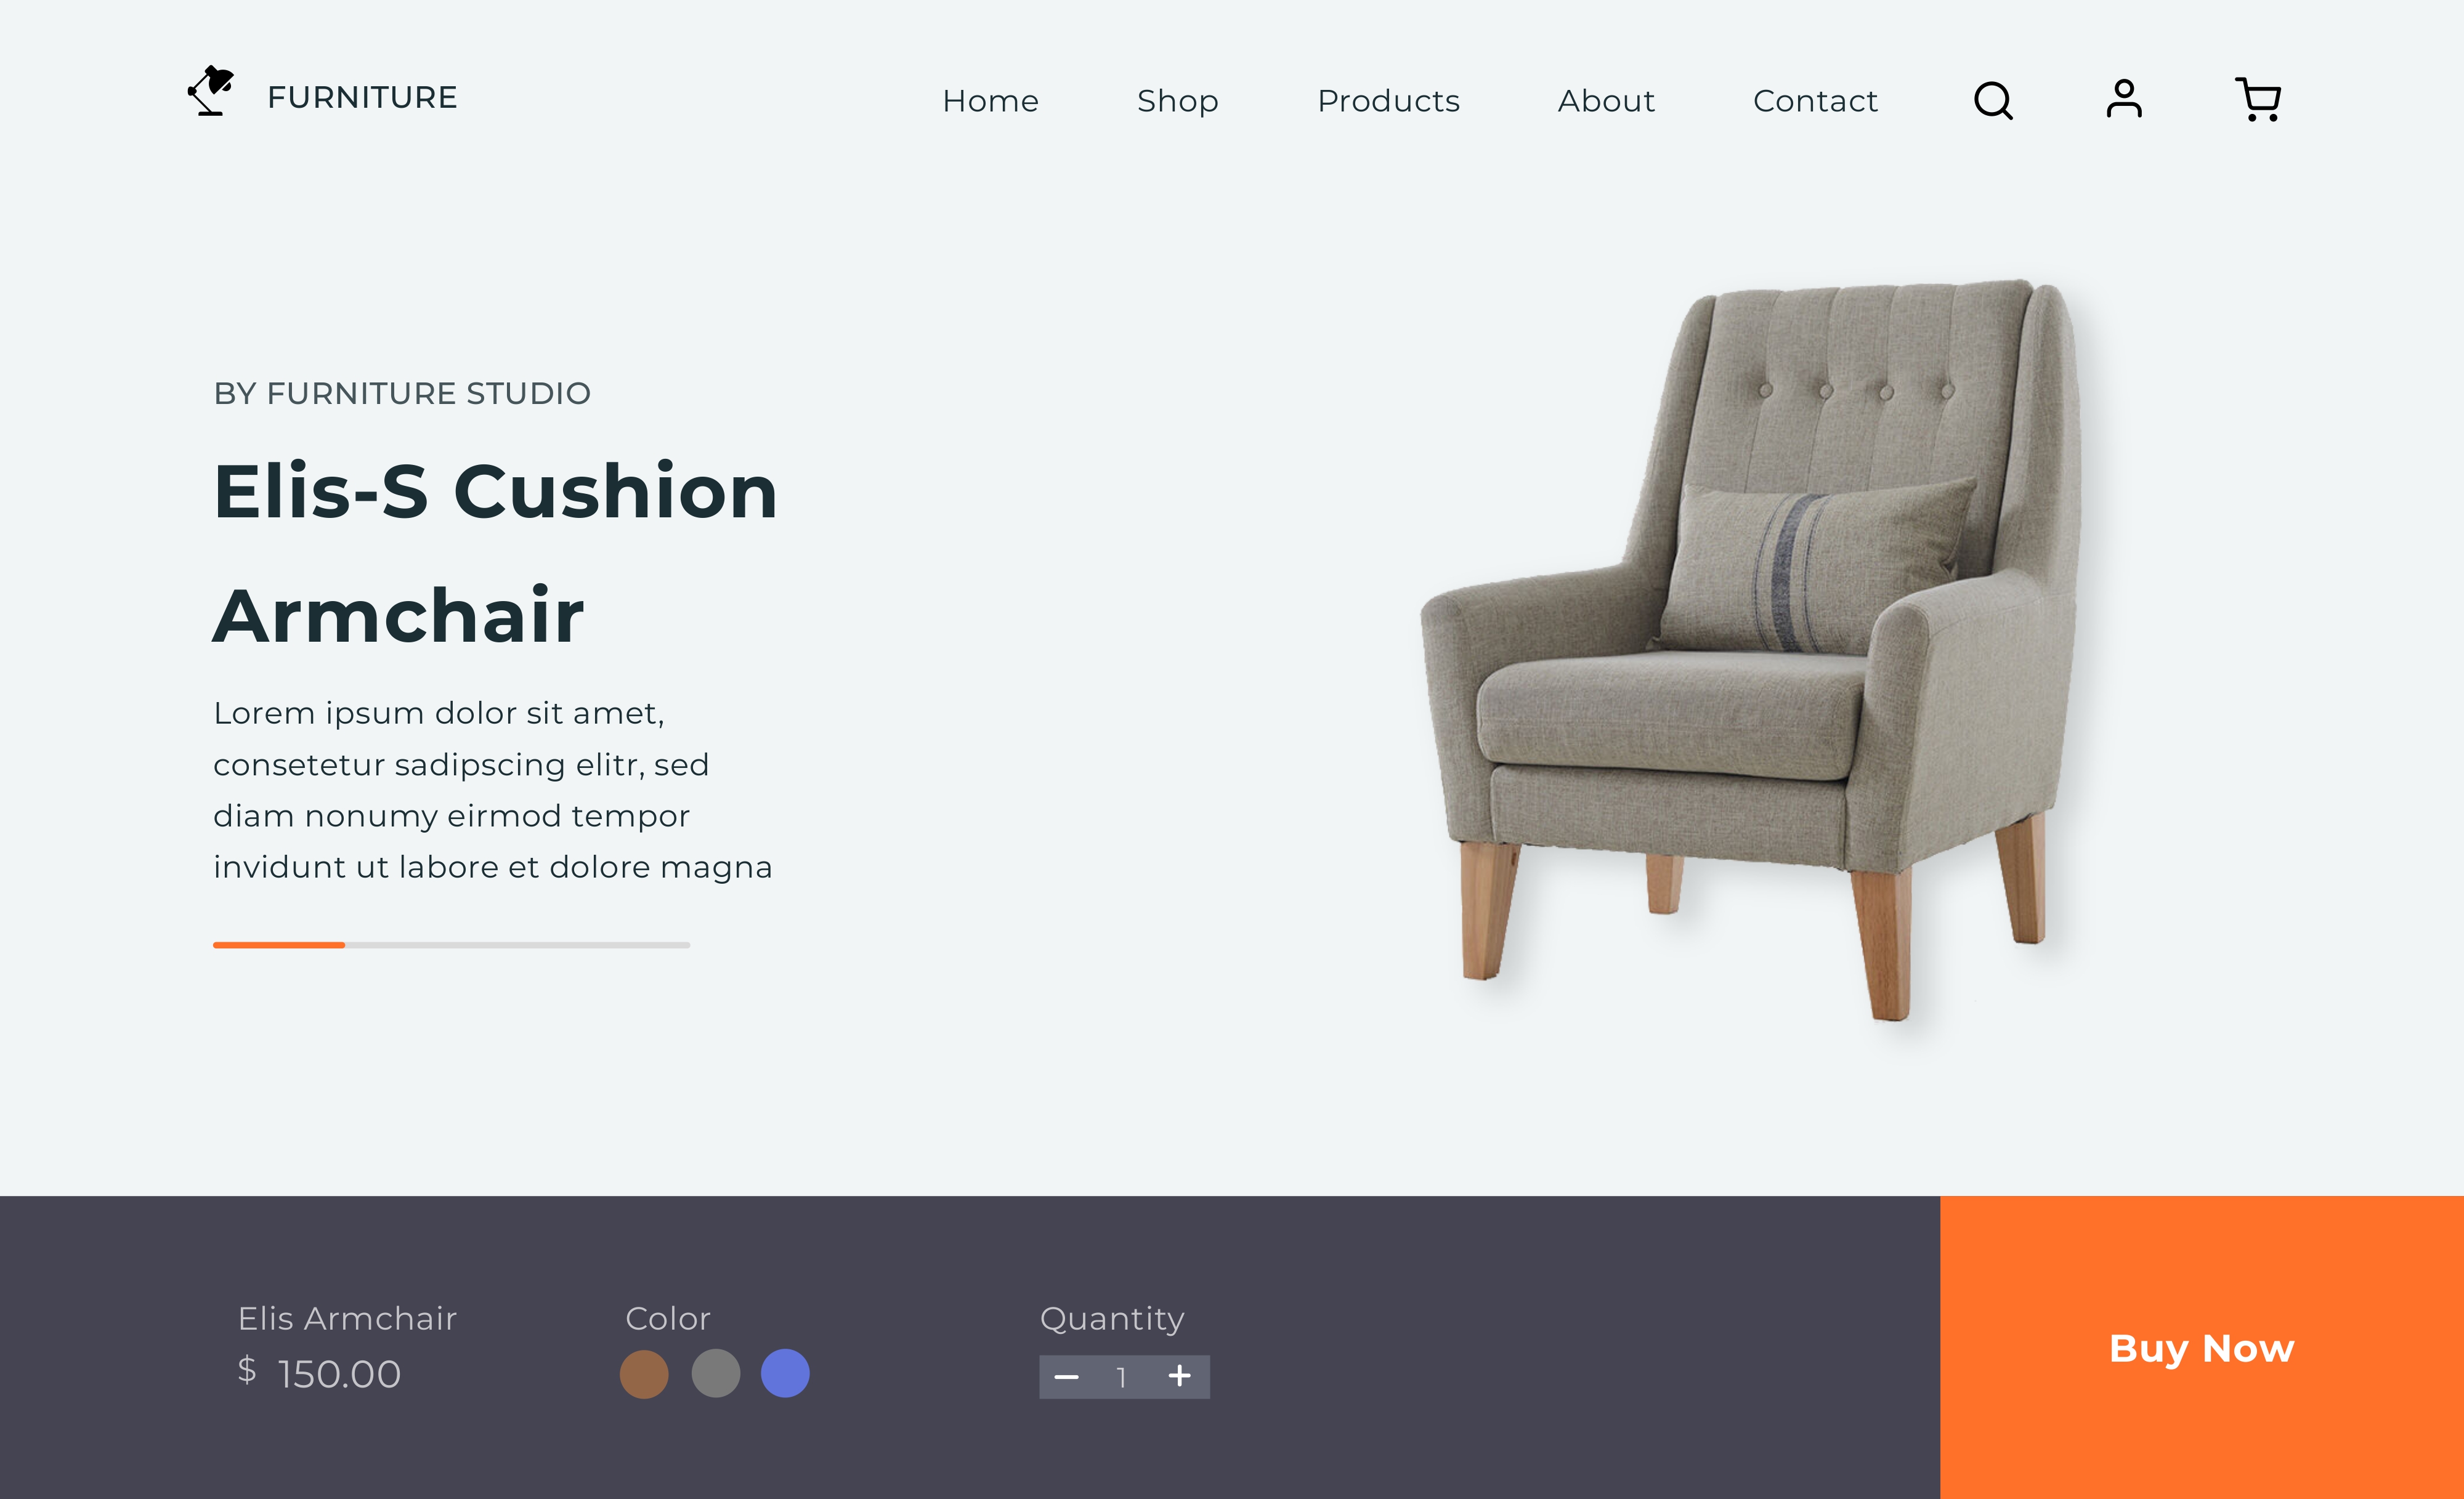 FURNITURE
Home Shop Products About Contact
BY FURNITURE STUDIO
Elis-S Cushion
Armchair
Lorem ipsum dolor sit amet,
consetetur sadipscing elitr, sed
diam nonumy eirmod tempor
invidunt ut labore et dolore magna
Elis Armchair Color Quantity
$ 150.00 − 1 +
Buy Now